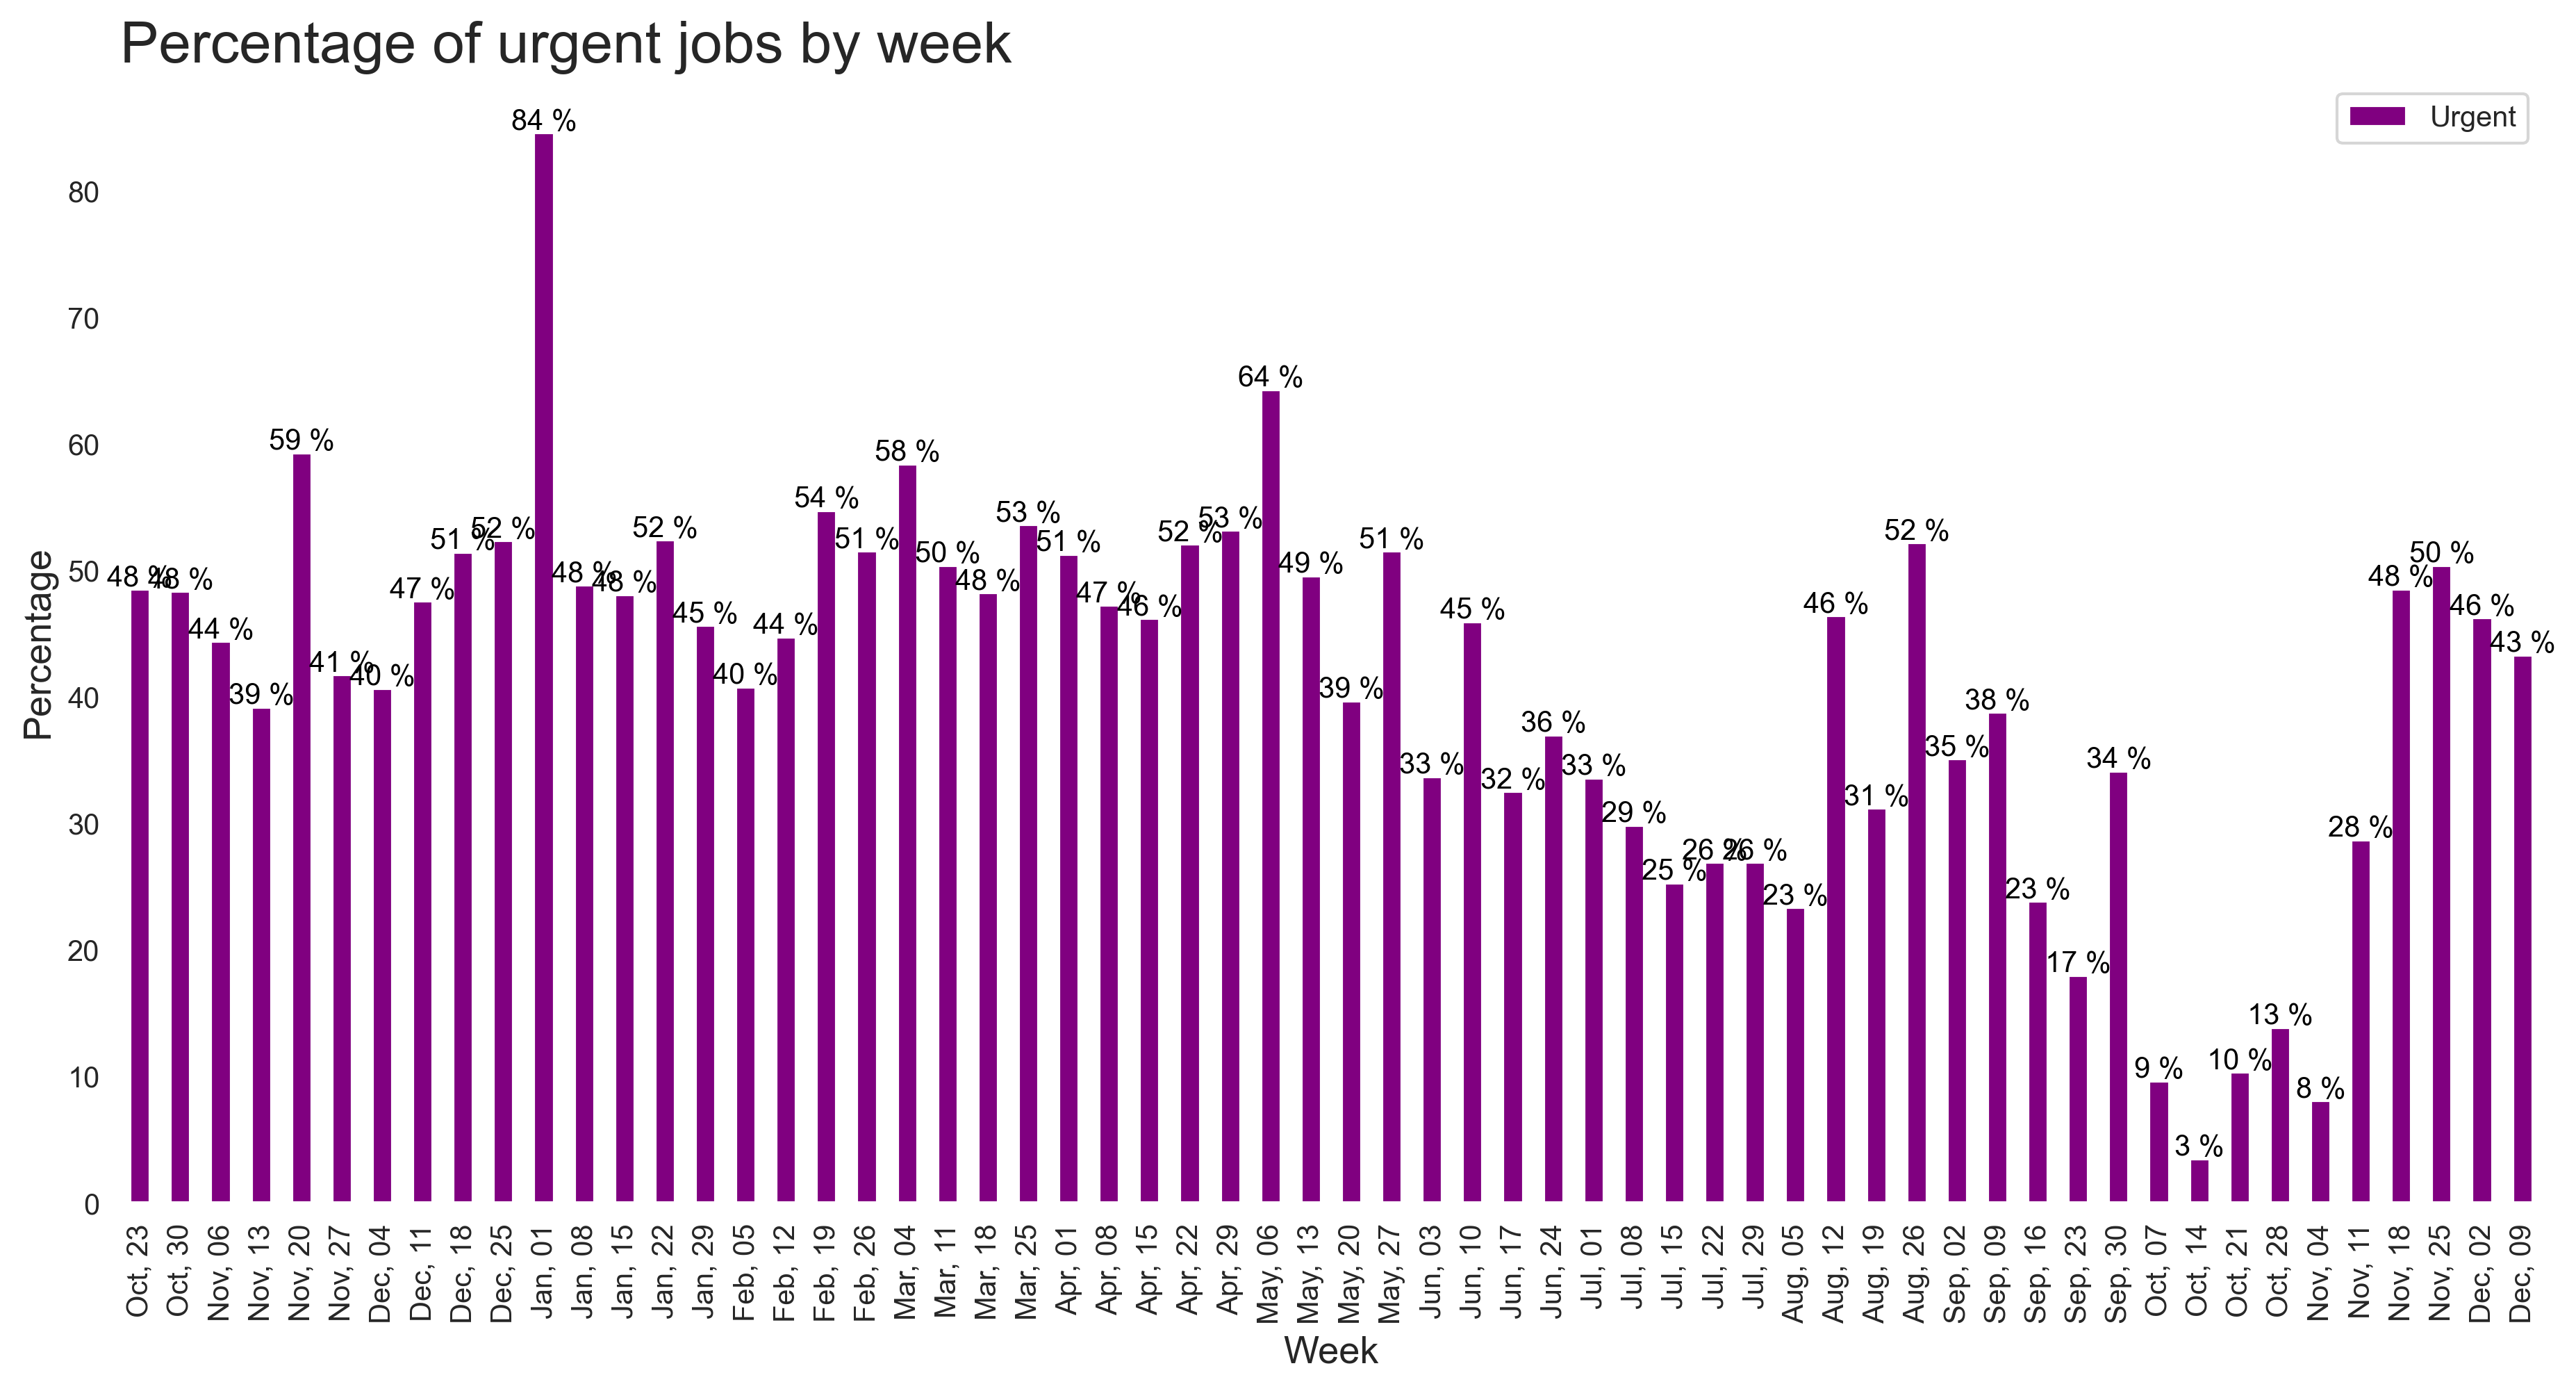 Percentage of urgent jobs by week
Urgent
Percentage
80
70
60
50
40
30
20
10
0
48 %
48 %
44 %
39 %
59 %
41 %
40 %
47 %
51 %
52 %
84 %
48 %
48 %
52 %
45 %
40 %
44 %
54 %
51 %
58 %
50 %
48 %
53 %
51 %
47 %
46 %
52 %
53 %
64 %
49 %
39 %
51 %
33 %
45 %
32 %
36 %
33 %
29 %
25 %
26 %
26 %
23 %
46 %
31 %
52 %
35 %
38 %
23 %
17 %
34 %
9 %
3 %
10 %
13 %
8 %
28 %
48 %
50 %
46 %
43 %
Oct, 23
Oct, 30
Nov, 06
Nov, 13
Nov, 20
Nov, 27
Dec, 04
Dec, 11
Dec, 18
Dec, 25
Jan, 01
Jan, 08
Jan, 15
Jan, 22
Jan, 29
Feb, 05
Feb, 12
Feb, 19
Feb, 26
Mar, 04
Mar, 11
Mar, 18
Mar, 25
Apr, 01
Apr, 08
Apr, 15
Apr, 22
Apr, 29
May, 06
May, 13
May, 20
May, 27
Jun, 03
Jun, 10
Jun, 17
Jun, 24
Jul, 01
Jul, 08
Jul, 15
Jul, 22
Jul, 29
Aug, 05
Aug, 12
Aug, 19
Aug, 26
Sep, 02
Sep, 09
Sep, 16
Sep, 23
Sep, 30
Oct, 07
Oct, 14
Oct, 21
Oct, 28
Nov, 04
Nov, 11
Nov, 18
Nov, 25
Dec, 02
Dec, 09
Week